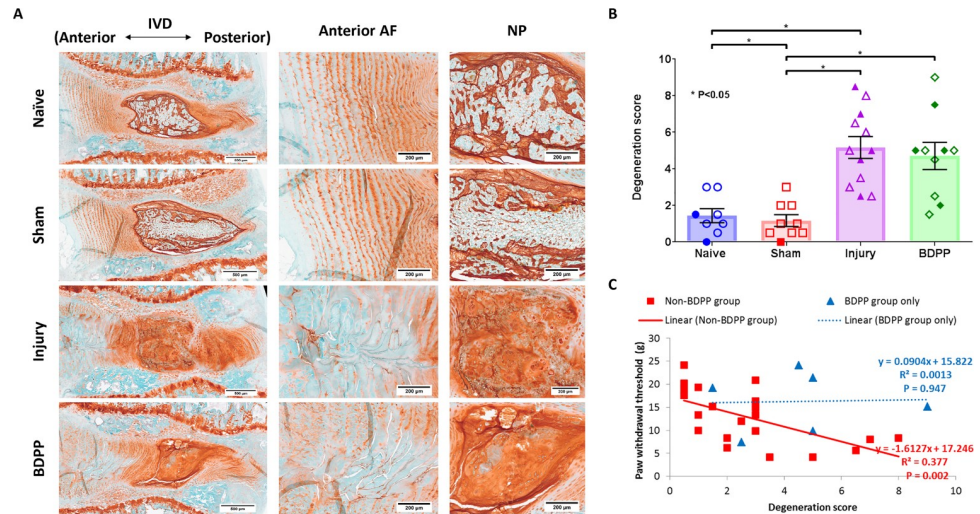 A
IVD
(Anterior
Posterior)
Anterior AF
NP
Naïve
500 µm
200 µm
200 µm
Sham
500 µm
200 µm
200 µm
Injury
500 µm
200 µm
200 µm
BDPP
500 µm
200 µm
200 µm
B
*
*
*
*
* P<0.05
Degeneration score
10
8
6
4
2
0
Naive
Sham
Injury
BDPP
C
Non-BDPP group
BDPP group only
Linear (Non-BDPP group)
Linear (BDPP group only)
Paw withdrawal threshold (g)
30
25
20
15
10
5
0
y = 0.0904x + 15.822
R² = 0.0013
P = 0.947
y = -1.6127x + 17.246
R² = 0.377
P = 0.002
0
2
4
6
8
10
Degeneration score